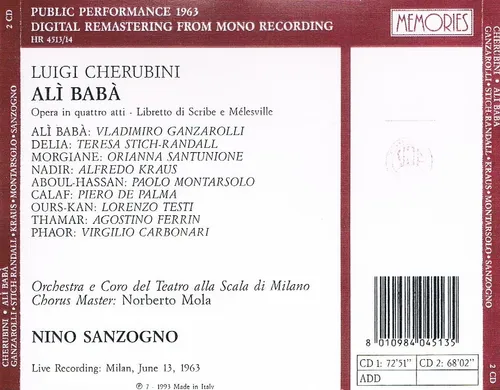 2 CD
CHERUBINI • ALÌ BABÀ
GANZAROLLI • STICH-RANDALL • KRAUS • MONTARSOLO • SANZOGNO
PUBLIC PERFORMANCE 1963
DIGITAL REMASTERING FROM MONO RECORDING
HR 4513/14
MEMORIES
LUIGI CHERUBINI
ALÌ BABÀ
Opera in quattro atti - Libretto di Scribe e Mélesville
ALÌ BABÀ: VLADIMIRO GANZAROLLI
DELIA: TERESA STICH-RANDALL
MORGIANE: ORIANNA SANTUNIONE
NADIR: ALFREDO KRAUS
ABOUL-HASSAN: PAOLO MONTARSOLO
CALAF: PIERO DE PALMA
OURS-KAN: LORENZO TESTI
THAMAR: AGOSTINO FERRIN
PHAOR: VIRGILIO CARBONARI
Orchestra e Coro del Teatro alla Scala di Milano
Chorus Master: Norberto Mola
NINO SANZOGNO
Live Recording: Milan, June 13, 1963
8 010984 045135
CD 1: 72'51" CD 2: 68'02"
ADD
1993 Made in Italy
CHERUBINI • ALÌ BABÀ
GANZAROLLI • STICH-RANDALL • KRAUS • MONTARSOLO • SANZOGNO
2 CD